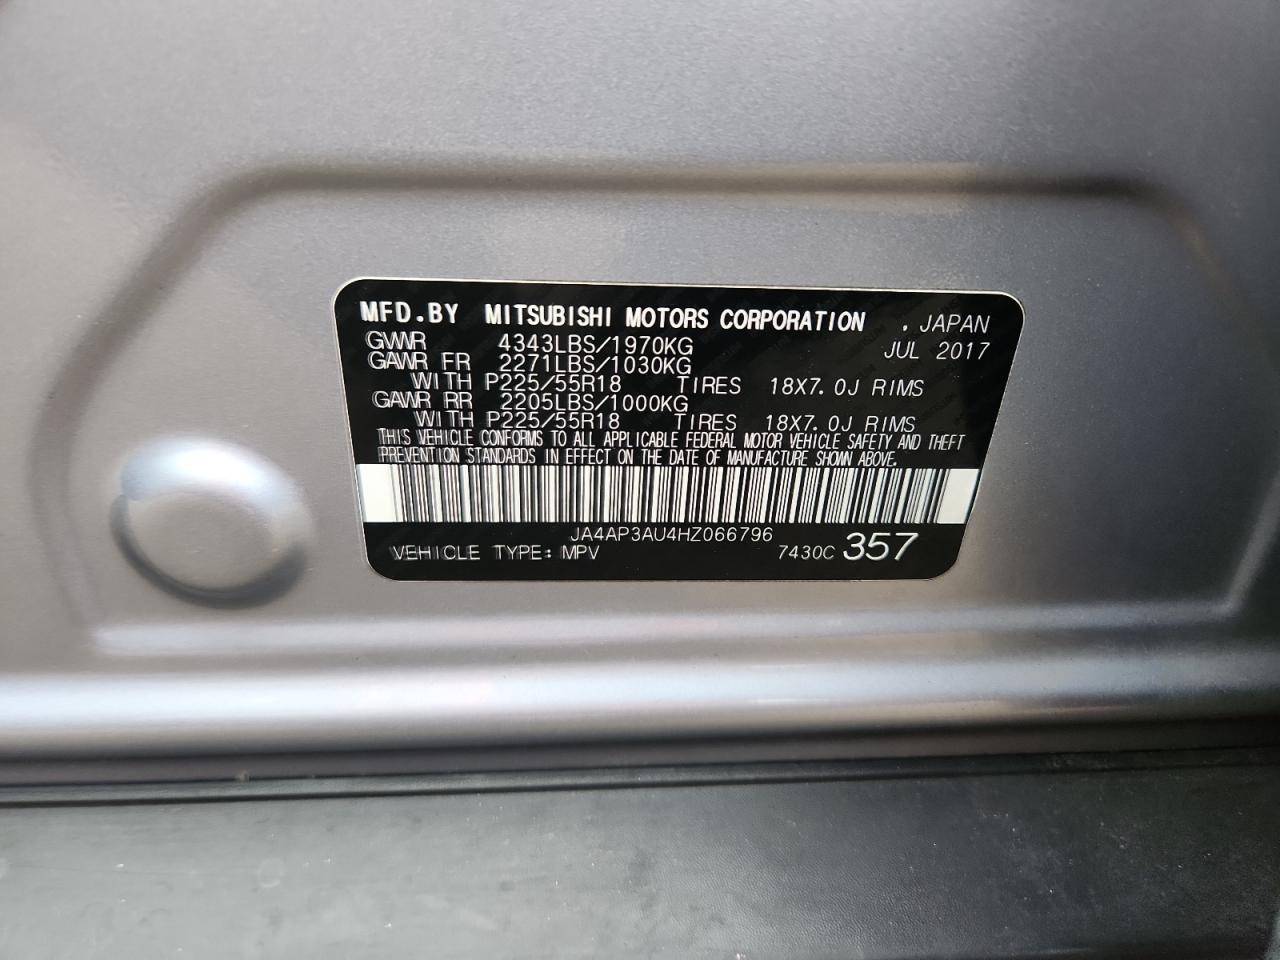 MFD.BY MITSUBISHI MOTORS CORPORATION . JAPAN
GVWR 4343LBS/1970KG JUL 2017
GAWR FR 2271LBS/1030KG
WITH P225/55R18 TIRES 18X7.0J RIMS
GAWR RR 2205LBS/1000KG
WITH P225/55R18 TIRES 18X7.0J RIMS
THIS VEHICLE CONFORMS TO ALL APPLICABLE FEDERAL MOTOR VEHICLE SAFETY AND THEFT
PREVENTION STANDARDS IN EFFECT ON THE DATE OF MANUFACTURE SHOWN ABOVE.
JA4AP3AU4HZ066796
VEHICLE TYPE: MPV 7430C 357